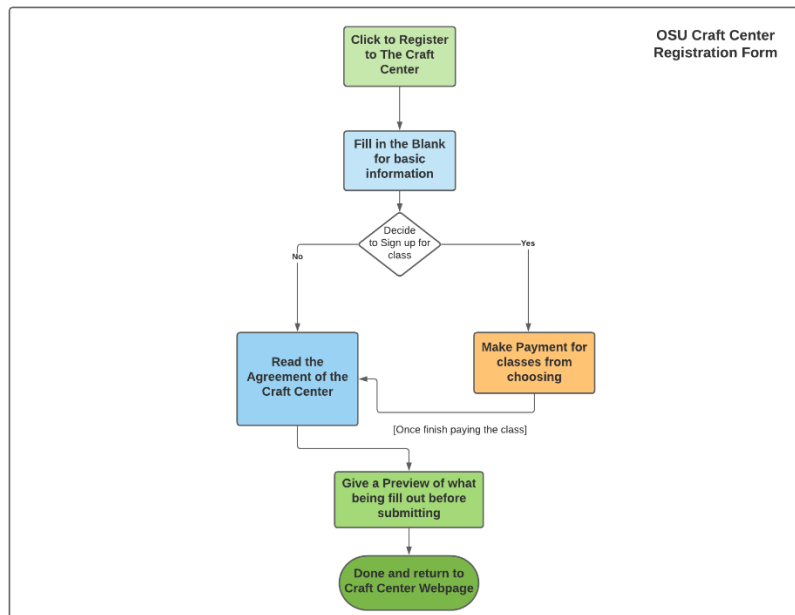 OSU Craft Center
Registration Form
Click to Register
to The Craft
Center
Fill in the Blank
for basic
information
Decide
to Sign up for
class
No
Yes
Read the
Agreement of the
Craft Center
Make Payment for
classes from
choosing
[Once finish paying the class]
Give a Preview of what
being fill out before
submitting
Done and return to
Craft Center Webpage